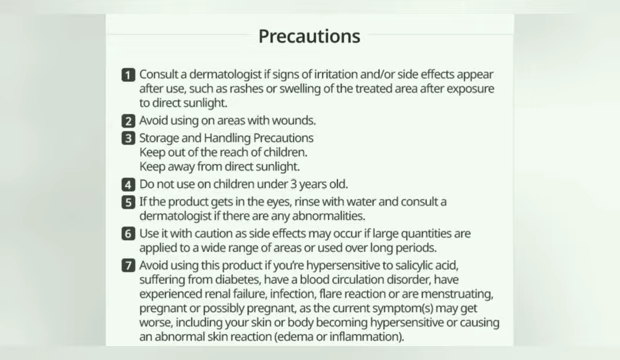 Precautions
1 Consult a dermatologist if signs of irritation and/or side effects appear
after use, such as rashes or swelling of the treated area after exposure
to direct sunlight.
2 Avoid using on areas with wounds.
3 Storage and Handling Precautions
Keep out of the reach of children.
Keep away from direct sunlight.
4 Do not use on children under 3 years old.
5 If the product gets in the eyes, rinse with water and consult a
dermatologist if there are any abnormalities.
6 Use it with caution as side effects may occur if large quantities are
applied to a wide range of areas or used over long periods.
7 Avoid using this product if you're hypersensitive to salicylic acid,
suffering from diabetes, have a blood circulation disorder, have
experienced renal failure, infection, flare reaction or are menstruating,
pregnant or possibly pregnant, as the current symptom(s) may get
worse, including your skin or body becoming hypersensitive or causing
an abnormal skin reaction (edema or inflammation).